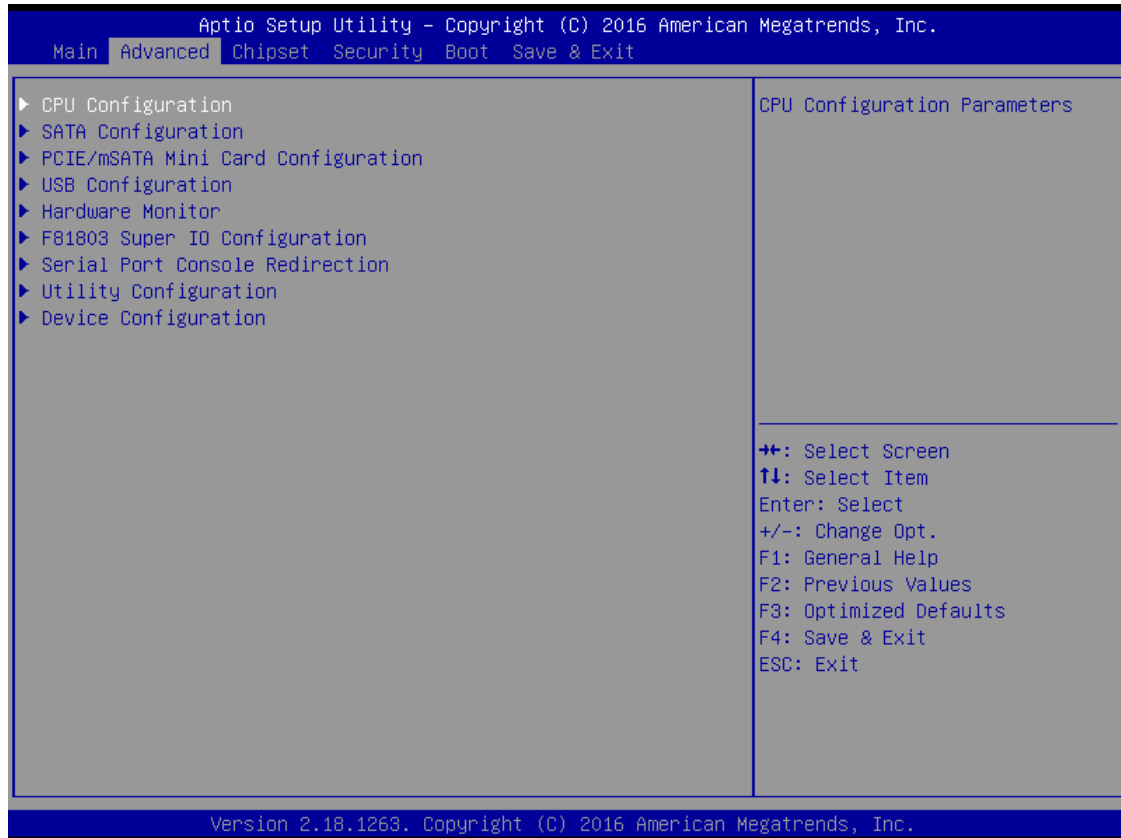 Aptio Setup Utility – Copyright (C) 2016 American Megatrends, Inc.
Main Advanced Chipset Security Boot Save & Exit
▶ CPU Configuration
▶ SATA Configuration
▶ PCIE/mSATA Mini Card Configuration
▶ USB Configuration
▶ Hardware Monitor
▶ F81803 Super IO Configuration
▶ Serial Port Console Redirection
▶ Utility Configuration
▶ Device Configuration
CPU Configuration Parameters
→←: Select Screen
↑↓: Select Item
Enter: Select
+/-: Change Opt.
F1: General Help
F2: Previous Values
F3: Optimized Defaults
F4: Save & Exit
ESC: Exit
Version 2.18.1263. Copyright (C) 2016 American Megatrends, Inc.